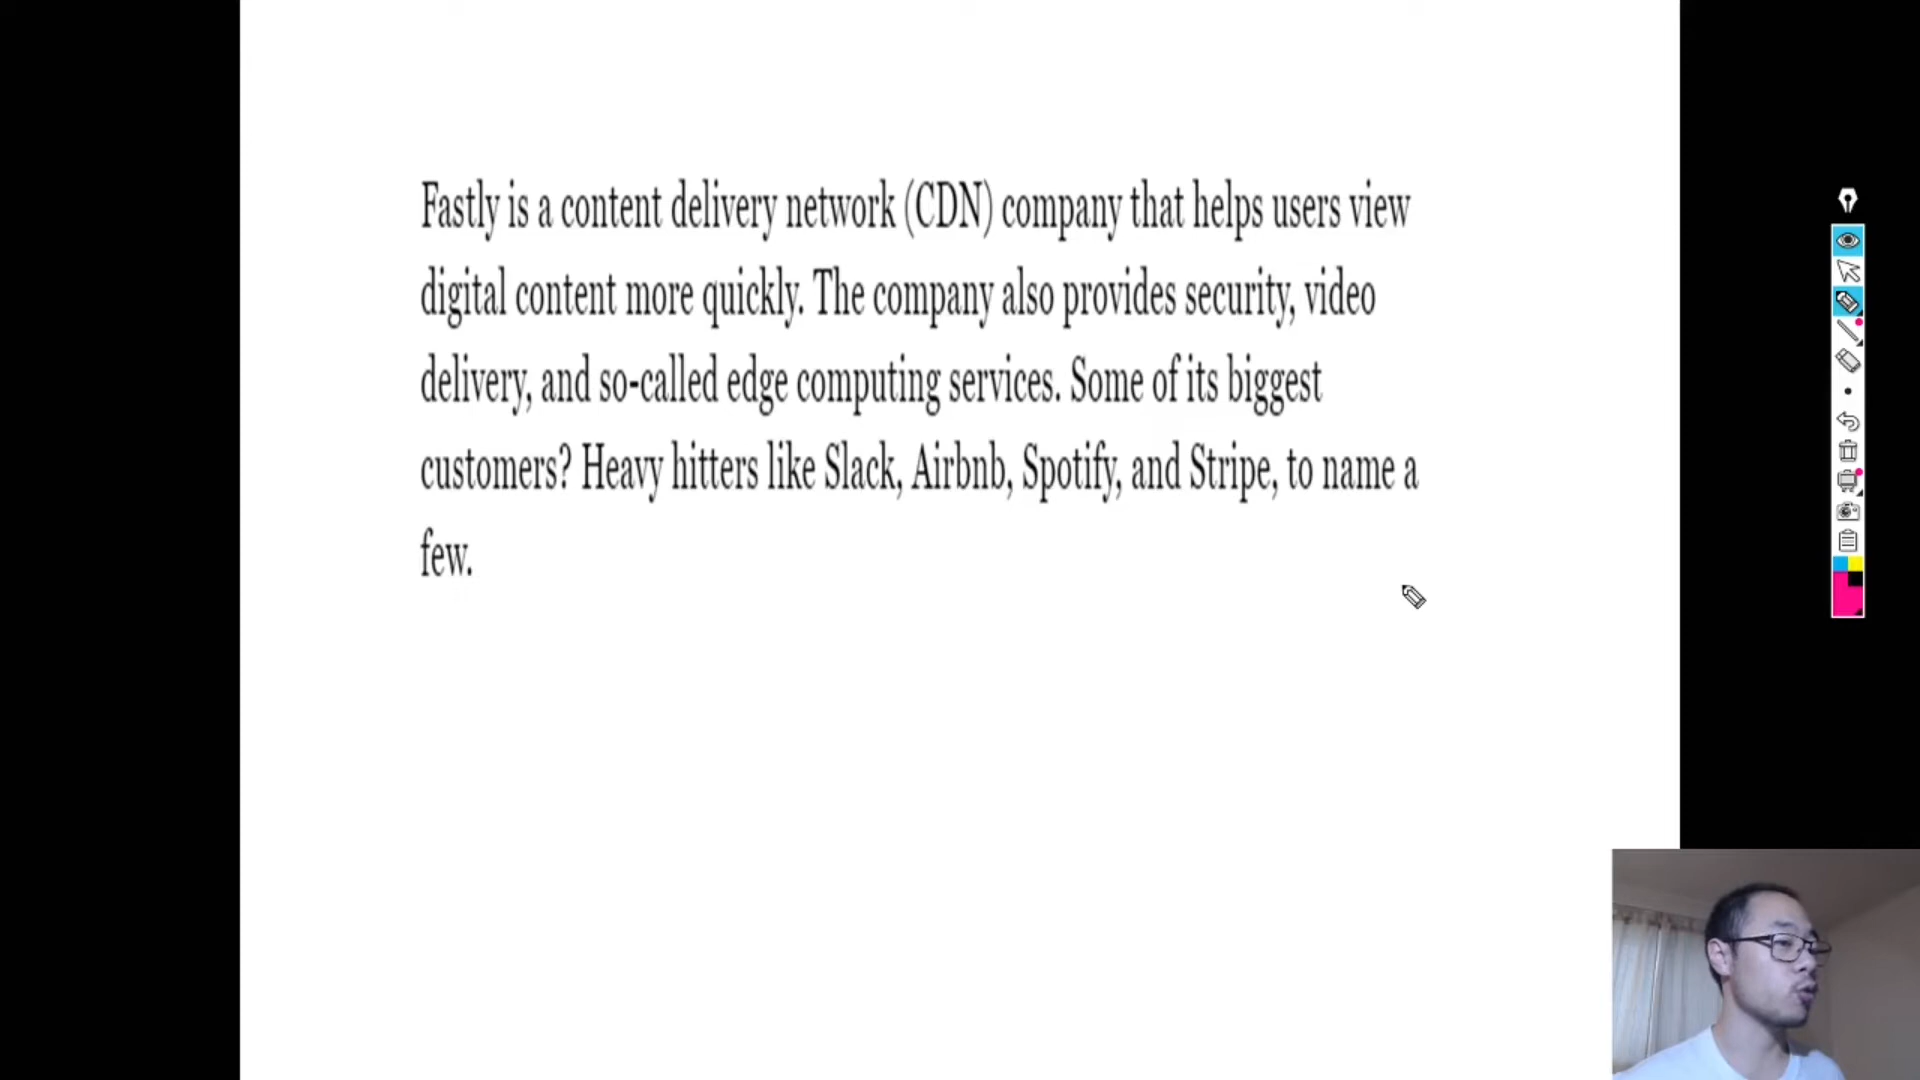 Fastly is a content delivery network (CDN) company that helps users view
digital content more quickly. The company also provides security, video
delivery, and so-called edge computing services. Some of its biggest
customers? Heavy hitters like Slack, Airbnb, Spotify, and Stripe, to name a
few.